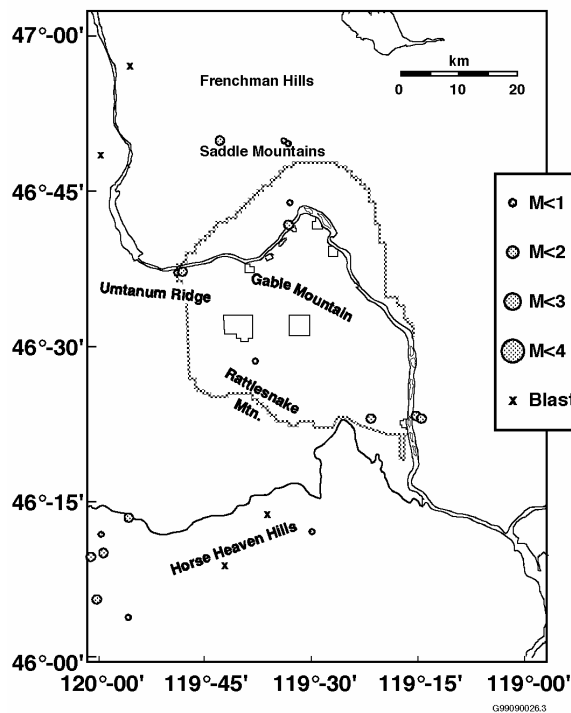 47°-00'
Frenchman Hills
km
0 10 20
Saddle Mountains
46°-45'
M<1
M<2
Umtanum Ridge
Gable Mountain
M<3
46°-30'
M<4
Rattlesnake
Mtn.
x Blast
46°-15'
Horse Heaven Hills
46°-00'
120°-00' 119°-45' 119°-30' 119°-15' 119°-00'
G99090026.3